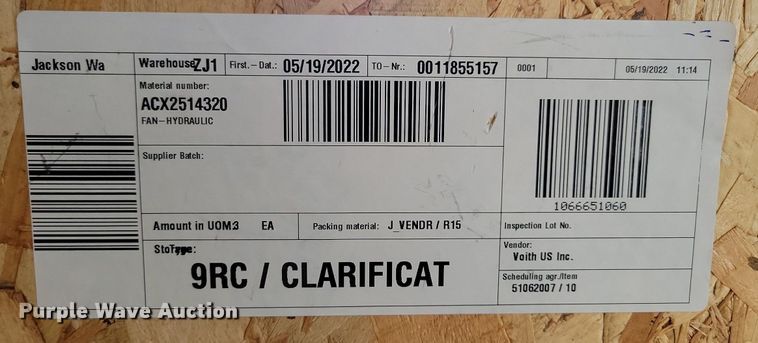 Jackson Wa
Warehouse ZJ1 First.-Dat.: 05/19/2022 TO-Nr.: 0011855157 0001 05/19/2022 11:14
Material number:
ACX2514320
FAN-HYDRAULIC
Supplier Batch:
1066651060
Amount in UOM:3 EA Packing material: J_VENDR / R15
Inspection Lot No.
StoType:
9RC / CLARIFICAT
Vendor:
Voith US Inc.
Scheduling agr./Item
51062007 / 10
Purple Wave Auction